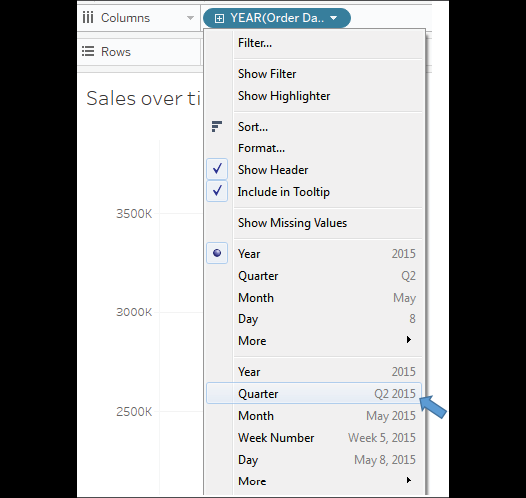 Columns YEAR(Order Da..
Rows
Filter...
Show Filter
Show Highlighter
Sales over ti
Sort...
Format...
Show Header
Include in Tooltip
Show Missing Values
3500K
Year 2015
Quarter Q2
Month May
3000K
Day 8
More
Year 2015
Quarter Q2 2015
2500K
Month May 2015
Week Number Week 5, 2015
Day May 8, 2015
More